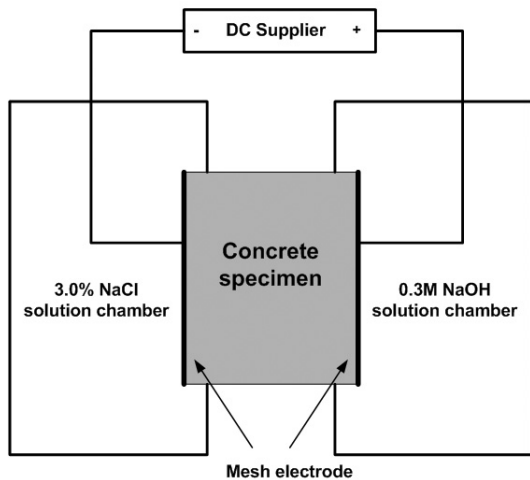 - DC Supplier +
Concrete
specimen
3.0% NaCl
solution chamber
0.3M NaOH
solution chamber
Mesh electrode